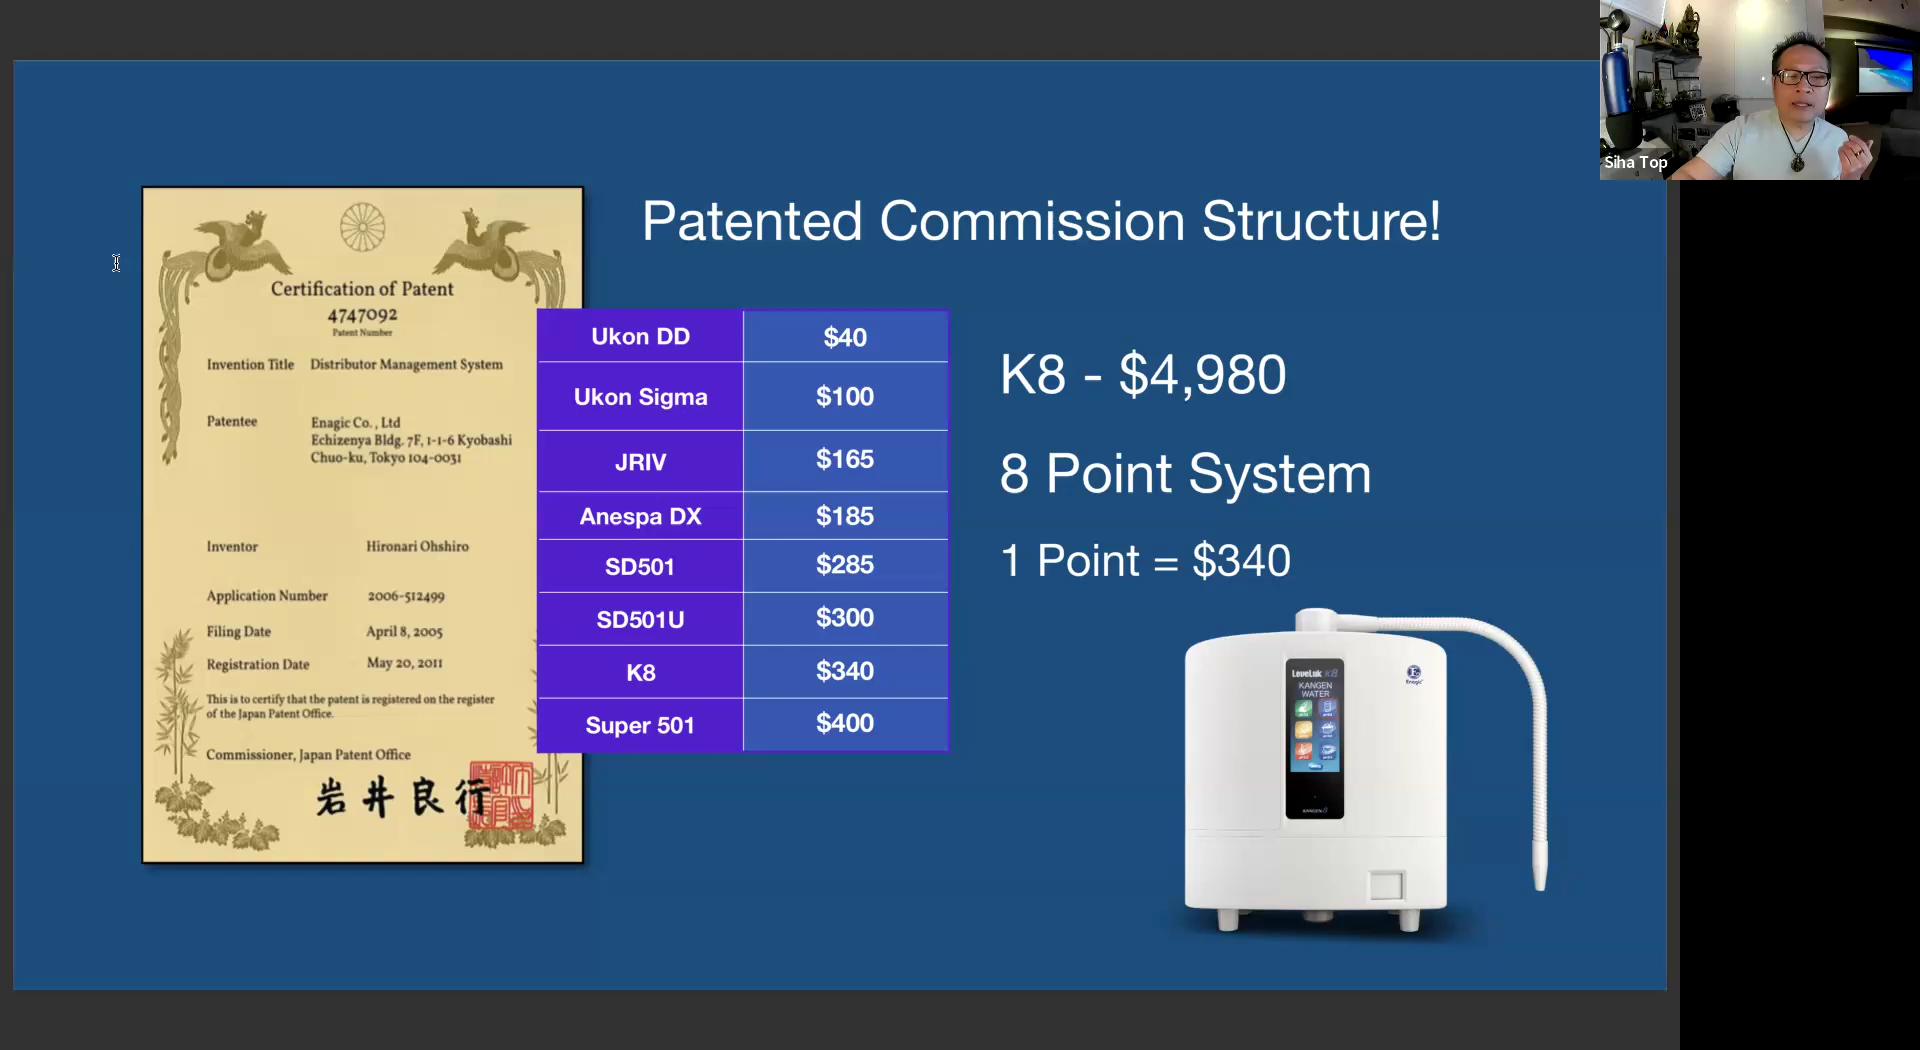 Siha Top
Patented Commission Structure!
Certification of Patent
4747092
Patent Number
Invention Title Distributor Management System
Patentee Enagic Co., Ltd
Echizenya Bldg. 7F, 1-1-6 Kyobashi
Chuo-ku, Tokyo 104-0031
Inventor Hironari Ohshiro
Application Number 2006-512499
Filing Date April 8, 2005
Registration Date May 20, 2011
This is to certify that the patent is registered on the register
of the Japan Patent Office.
Commissioner, Japan Patent Office
岩井良行
Ukon DD $40
Ukon Sigma $100
JRIV $165
Anespa DX $185
SD501 $285
SD501U $300
K8 $340
Super 501 $400
K8 - $4,980
8 Point System
1 Point = $340
LeveLuk K8
KANGEN
WATER
KANGEN 8
Enagic